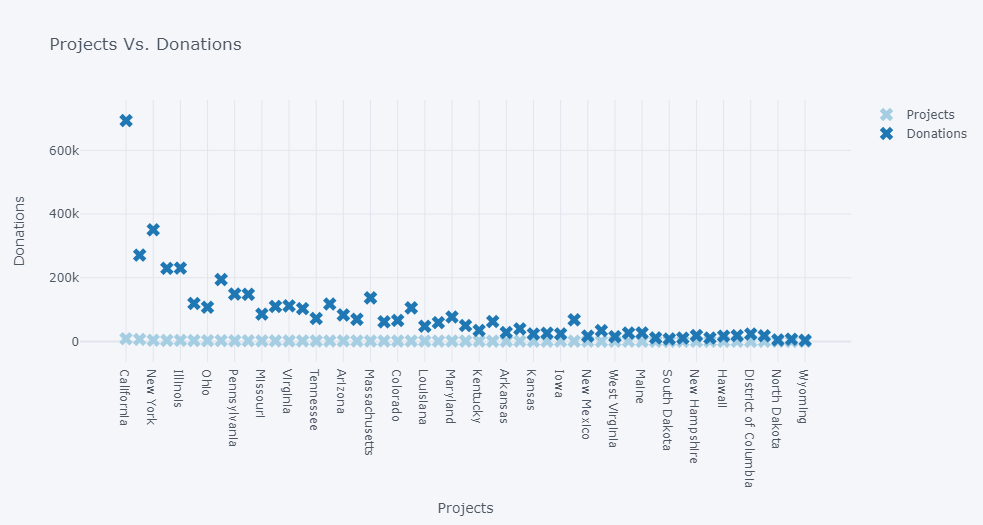 Projects Vs. Donations
Projects
Donations
600k
400k
200k
0
Donations
California
New York
Illinois
Ohio
Pennsylvania
Missouri
Virginia
Tennessee
Arizona
Massachusetts
Colorado
Louisiana
Maryland
Kentucky
Arkansas
Kansas
Iowa
New Mexico
West Virginia
Maine
South Dakota
New Hampshire
Hawaii
District of Columbia
North Dakota
Wyoming
Projects